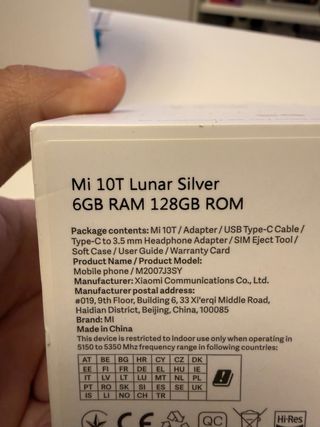 Mi 10T Lunar Silver
6GB RAM 128GB ROM
Package contents: Mi 10T / Adapter / USB Type-C Cable /
Type-C to 3.5 mm Headphone Adapter / SIM Eject Tool /
Soft Case / User Guide / Warranty Card
Product Name / Product Model:
Mobile phone / M2007J3SY
Manufacturer: Xiaomi Communications Co., Ltd.
Manufacturer postal address:
#019, 9th Floor, Building 6, 33 Xi'erqi Middle Road,
Haidian District, Beijing, China, 100085
Brand: MI
Made in China
This device is restricted to indoor use only when operating in
5150 to 5350 Mhz frequency range in following countries:
AT BE BG HR CY CZ DK
EE FI FR DE EL HU IE
IT LV LT LU MT NL PL
PT RO SK SI ES SE UK
IS LI NO CH TR
CE QC Hi-Res